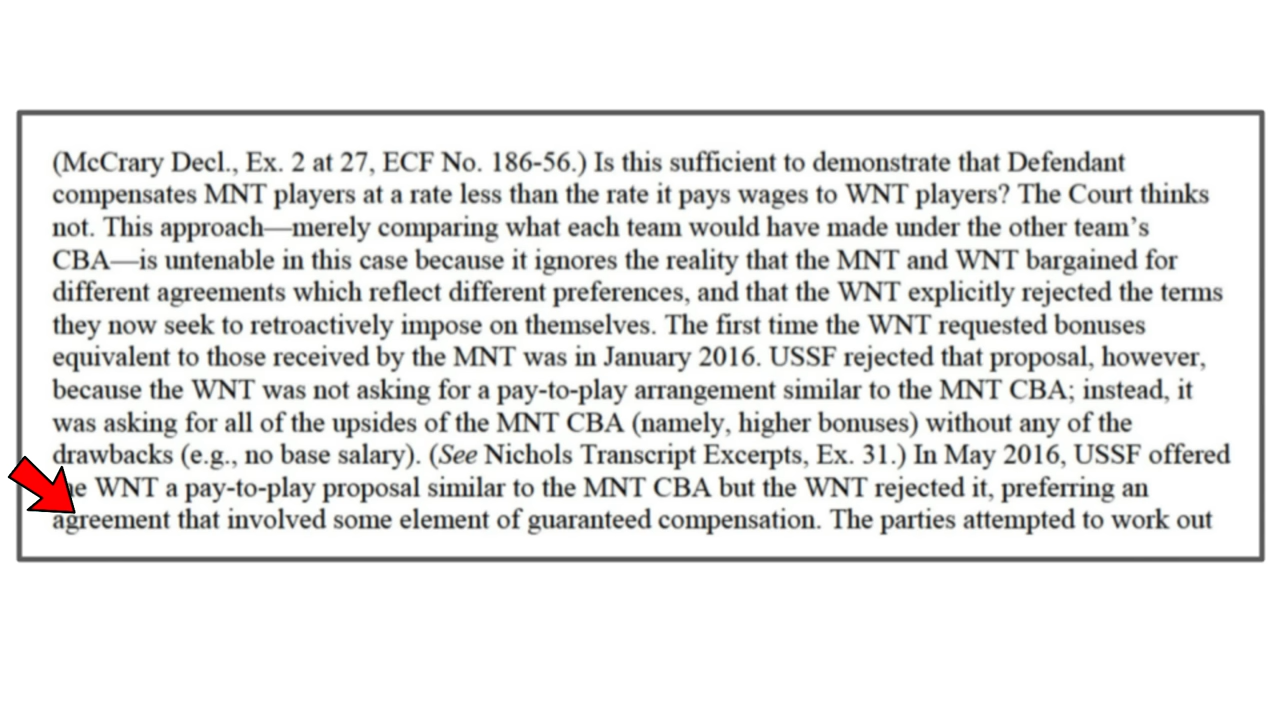 (McCrary Decl., Ex. 2 at 27, ECF No. 186-56.) Is this sufficient to demonstrate that Defendant
compensates MNT players at a rate less than the rate it pays wages to WNT players? The Court thinks
not. This approach—merely comparing what each team would have made under the other team's
CBA—is untenable in this case because it ignores the reality that the MNT and WNT bargained for
different agreements which reflect different preferences, and that the WNT explicitly rejected the terms
they now seek to retroactively impose on themselves. The first time the WNT requested bonuses
equivalent to those received by the MNT was in January 2016. USSF rejected that proposal, however,
because the WNT was not asking for a pay-to-play arrangement similar to the MNT CBA; instead, it
was asking for all of the upsides of the MNT CBA (namely, higher bonuses) without any of the
drawbacks (e.g., no base salary). (See Nichols Transcript Excerpts, Ex. 31.) In May 2016, USSF offered
the WNT a pay-to-play proposal similar to the MNT CBA but the WNT rejected it, preferring an
agreement that involved some element of guaranteed compensation. The parties attempted to work out